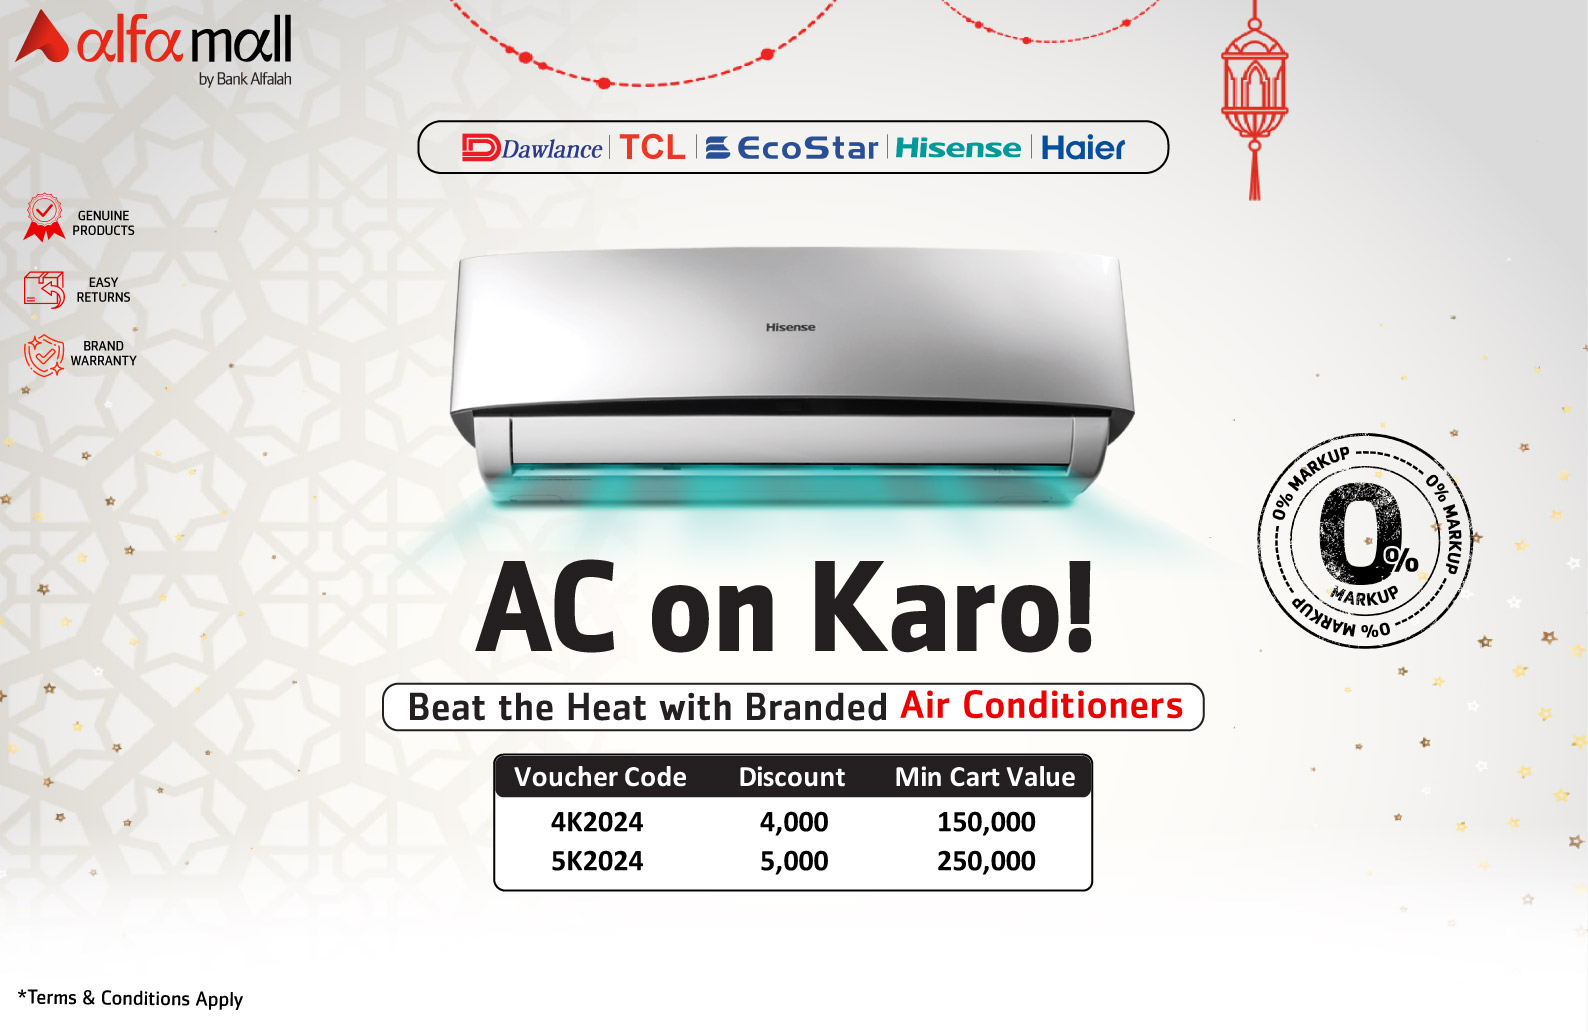 alfa mall
by Bank Alfalah
Dawlance | TCL | EcoStar | Hisense | Haier
GENUINE
PRODUCTS
EASY
RETURNS
BRAND
WARRANTY
Hisense
0% MARKUP
0% MARKUP
0% MARKUP
0%
MARKUP
AC on Karo!
Beat the Heat with Branded Air Conditioners
Voucher Code Discount Min Cart Value
4K2024 4,000 150,000
5K2024 5,000 250,000
*Terms & Conditions Apply